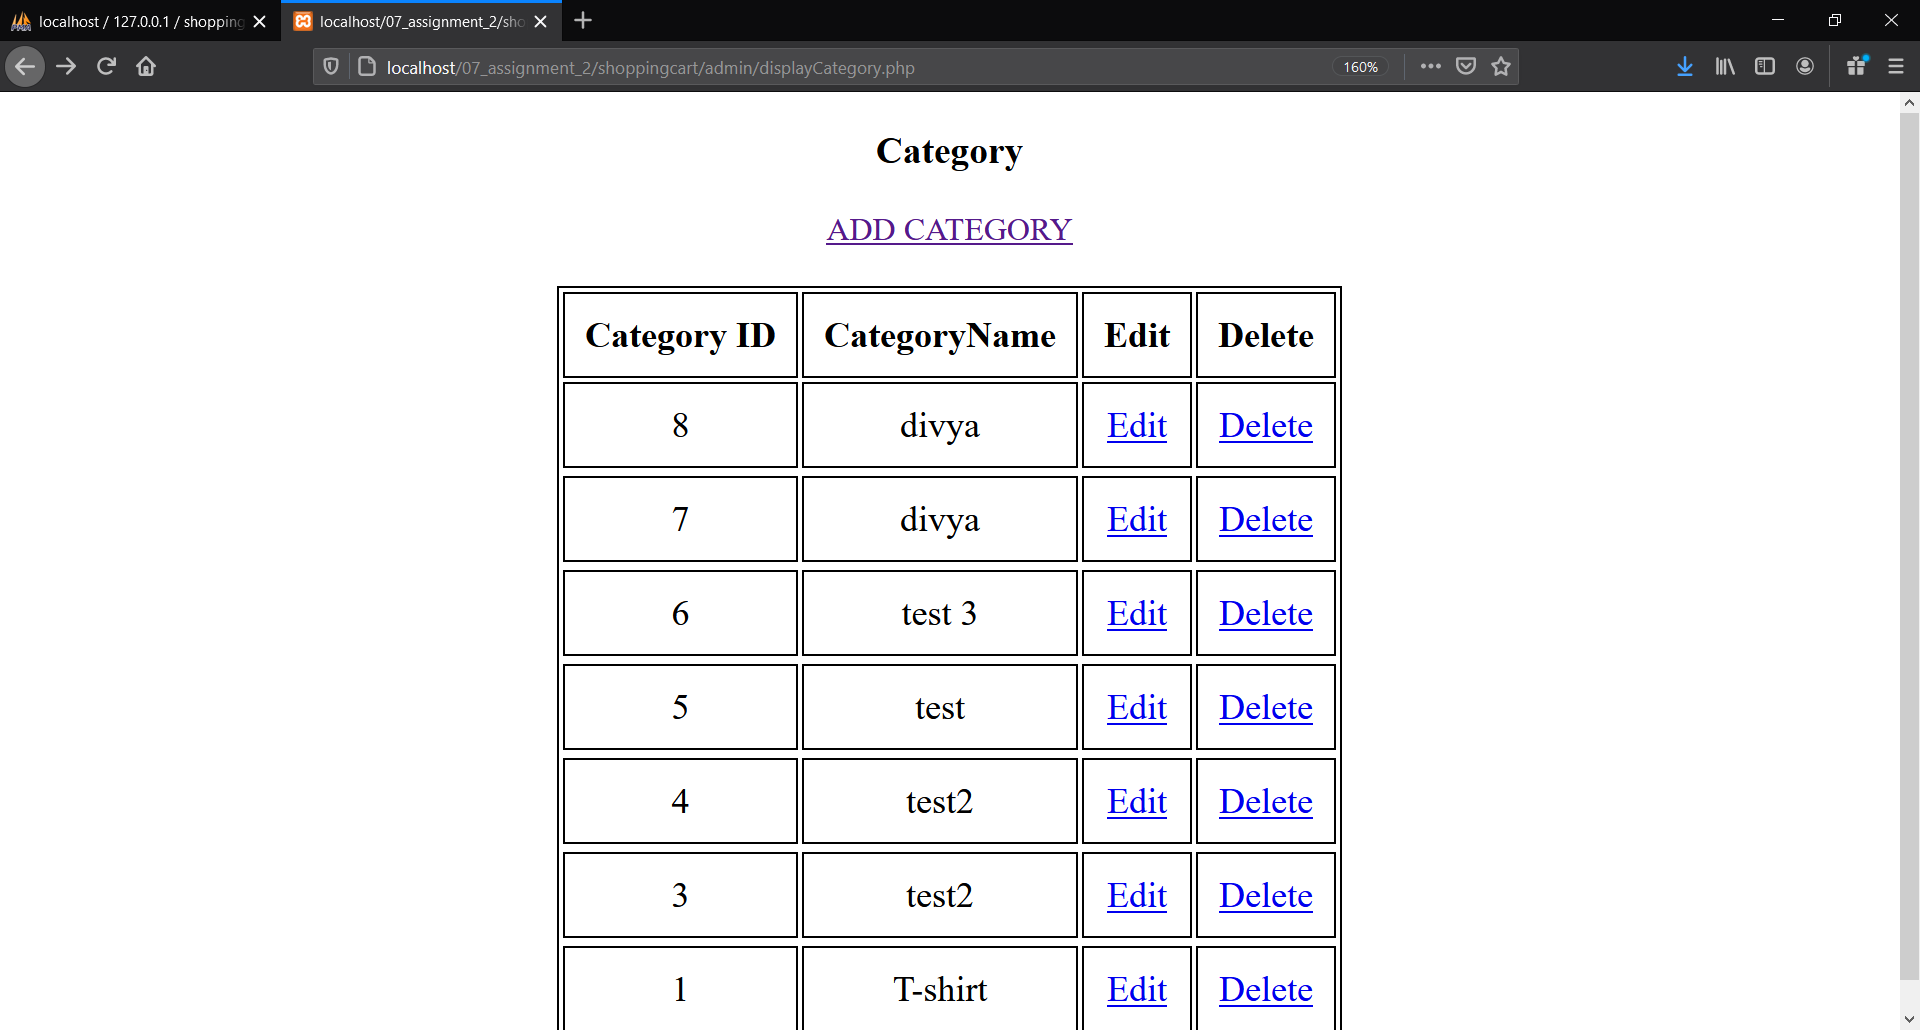 localhost / 127.0.0.1 / shopping
localhost/07_assignment_2/sho
localhost/07_assignment_2/shoppingcart/admin/displayCategory.php
160%
Category
ADD CATEGORY
Category ID CategoryName Edit Delete
8 divya Edit Delete
7 divya Edit Delete
6 test 3 Edit Delete
5 test Edit Delete
4 test2 Edit Delete
3 test2 Edit Delete
1 T-shirt Edit Delete